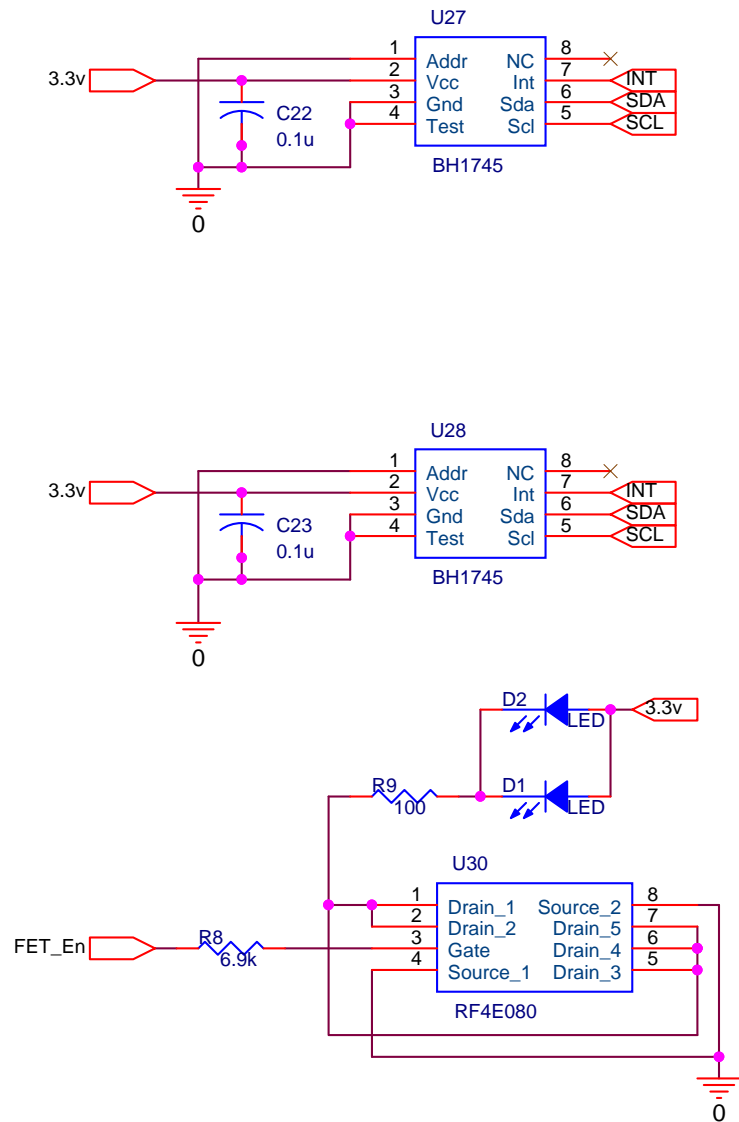 U27
1 Addr NC 8
3.3v 2 Vcc Int 7 INT
3 Gnd Sda 6 SDA
C22 4 Test Scl 5 SCL
0.1u
BH1745
0
U28
1 Addr NC 8
3.3v 2 Vcc Int 7 INT
3 Gnd Sda 6 SDA
C23 4 Test Scl 5 SCL
0.1u
BH1745
0
D2
LED 3.3v
R9 D1
100 LED
U30
1 Drain_1 Source_2 8
2 Drain_2 Drain_5 7
FET_En R8 3 Gate Drain_4 6
6.9k 4 Source_1 Drain_3 5
RF4E080
0